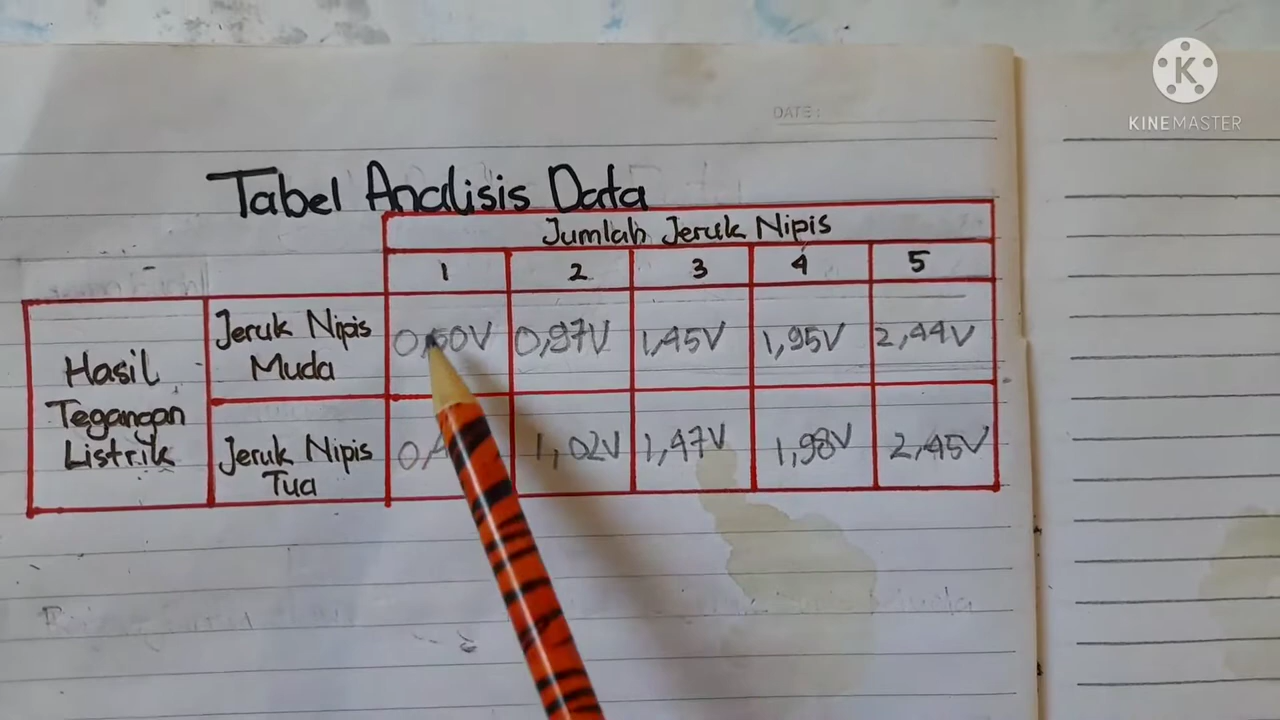 KINEMASTER
DATE:
Tabel Analisis Data
Jumlah Jeruk Nipis
1 2 3 4 5
Hasil Tegangan Listrik
Jeruk Nipis Muda
0,50V 0,97V 1,45V 1,95V 2,44V
Jeruk Nipis Tua
1,02V 1,47V 1,98V 2,45V